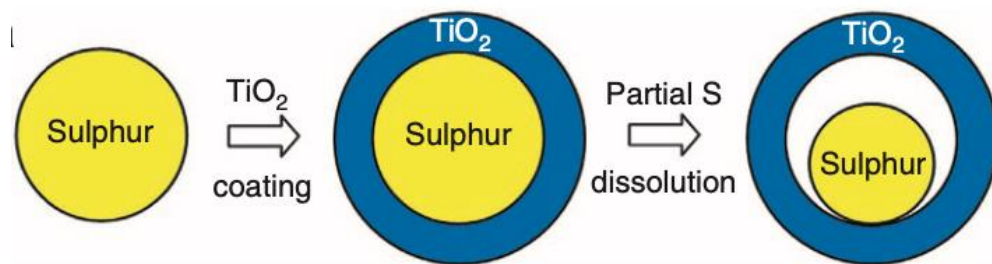 Sulphur
TiO₂
coating
TiO₂
Sulphur
Partial S
dissolution
TiO₂
Sulphur